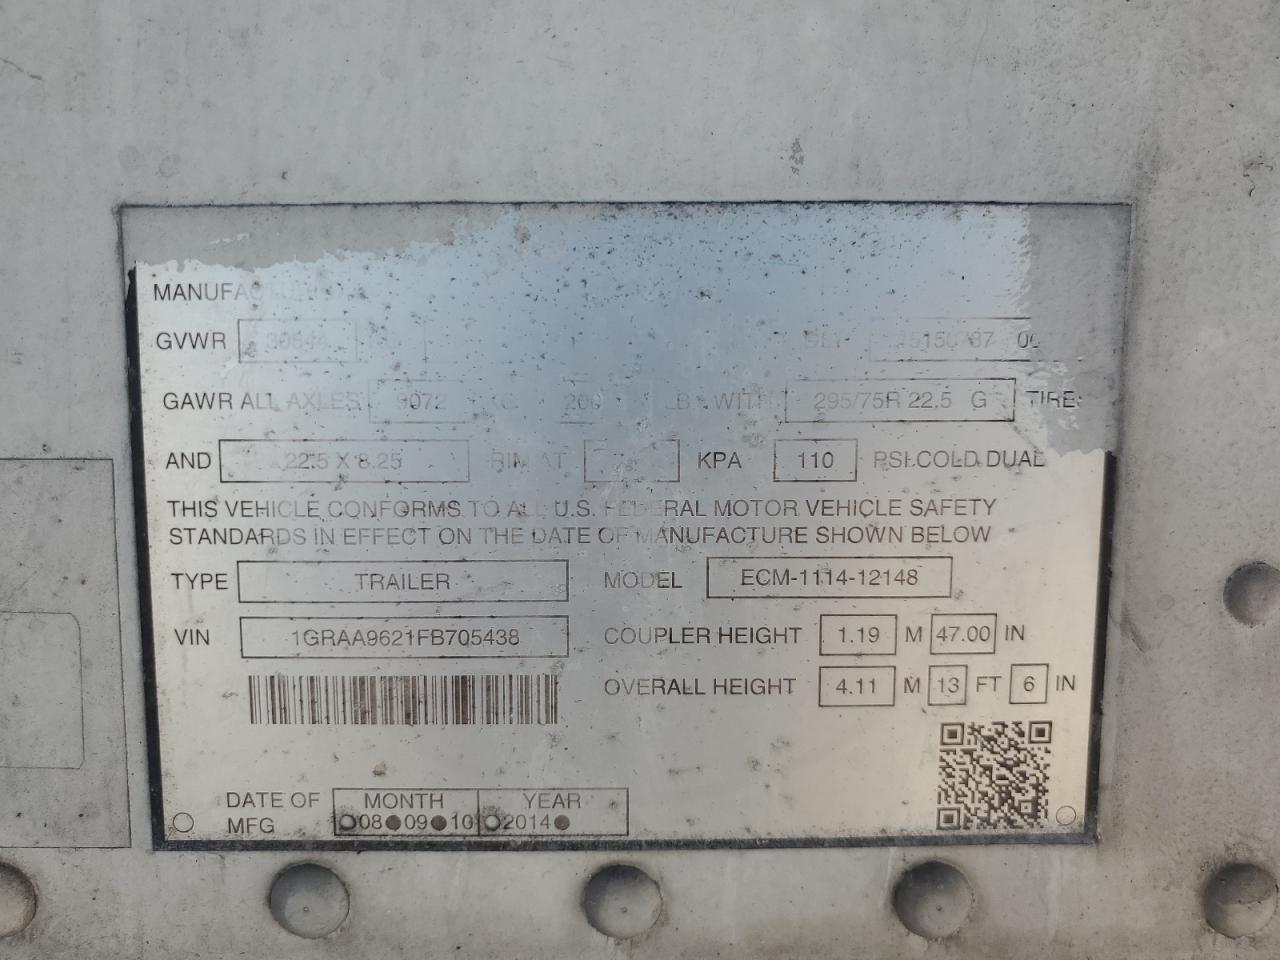 MANUFAC
GVWR
GAWR ALL AXLES 9072 WITH 295/75R 22.5 G TIRE
AND 22.5 X 8.25 RIM AT KPA 110 PSI COLD DUAL
THIS VEHICLE CONFORMS TO ALL U.S. FEDERAL MOTOR VEHICLE SAFETY
STANDARDS IN EFFECT ON THE DATE OF MANUFACTURE SHOWN BELOW
TYPE TRAILER MODEL ECM-1114-12148
VIN 1GRAA9621FB705438 COUPLER HEIGHT 1.19 M 47.00 IN
OVERALL HEIGHT 4.11 M 13 FT 6 IN
DATE OF MFG MONTH YEAR
08 09 10 2014